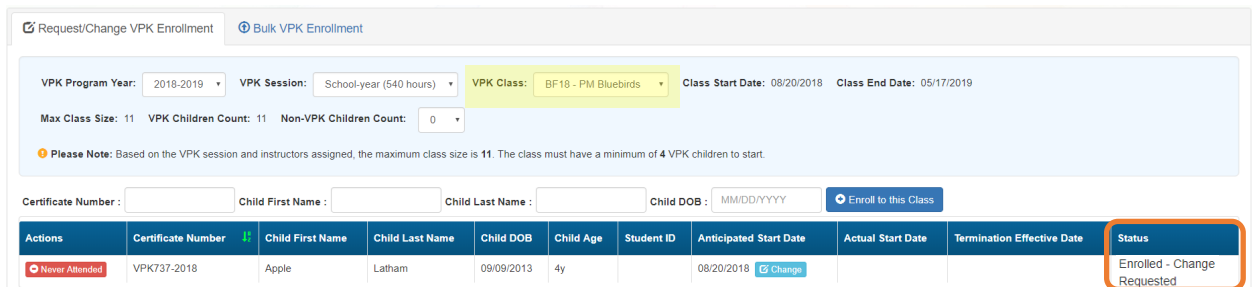 Request/Change VPK Enrollment Bulk VPK Enrollment
VPK Program Year: 2018-2019 VPK Session: School-year (540 hours) VPK Class: BF18 - PM Bluebirds Class Start Date: 08/20/2018 Class End Date: 05/17/2019
Max Class Size: 11 VPK Children Count: 11 Non-VPK Children Count: 0
Please Note: Based on the VPK session and instructors assigned, the maximum class size is 11. The class must have a minimum of 4 VPK children to start.
Certificate Number : Child First Name : Child Last Name : Child DOB : MM/DD/YYYY Enroll to this Class
Actions Certificate Number Child First Name Child Last Name Child DOB Child Age Student ID Anticipated Start Date Actual Start Date Termination Effective Date Status
Never Attended VPK737-2018 Apple Latham 09/09/2013 4y 08/20/2018 Change Enrolled - Change
Requested